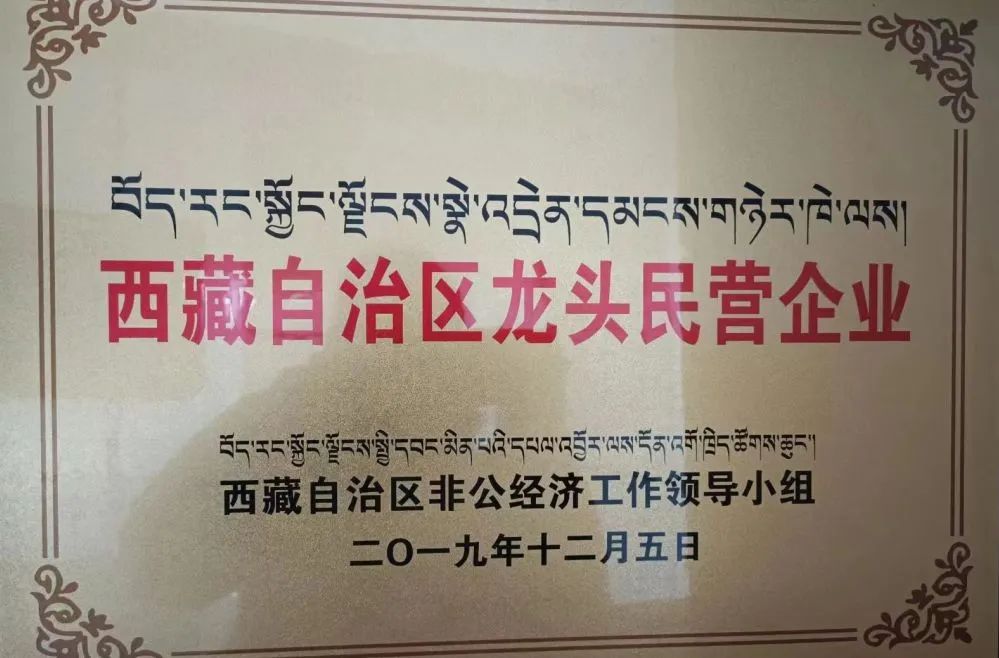 བོད་རང་སྐྱོང་ལྗོངས་སྣེ་འདྲེན་དམངས་གཉེར་ཁེ་ལས།
西藏自治区龙头民营企业
བོད་རང་སྐྱོང་ལྗོངས་སྤྱི་དབང་མིན་པའི་དཔལ་འབྱོར་ལས་དོན་འགོ་ཁྲིད་ཚོགས་ཆུང་།
西藏自治区非公经济工作领导小组
二〇一九年十二月五日